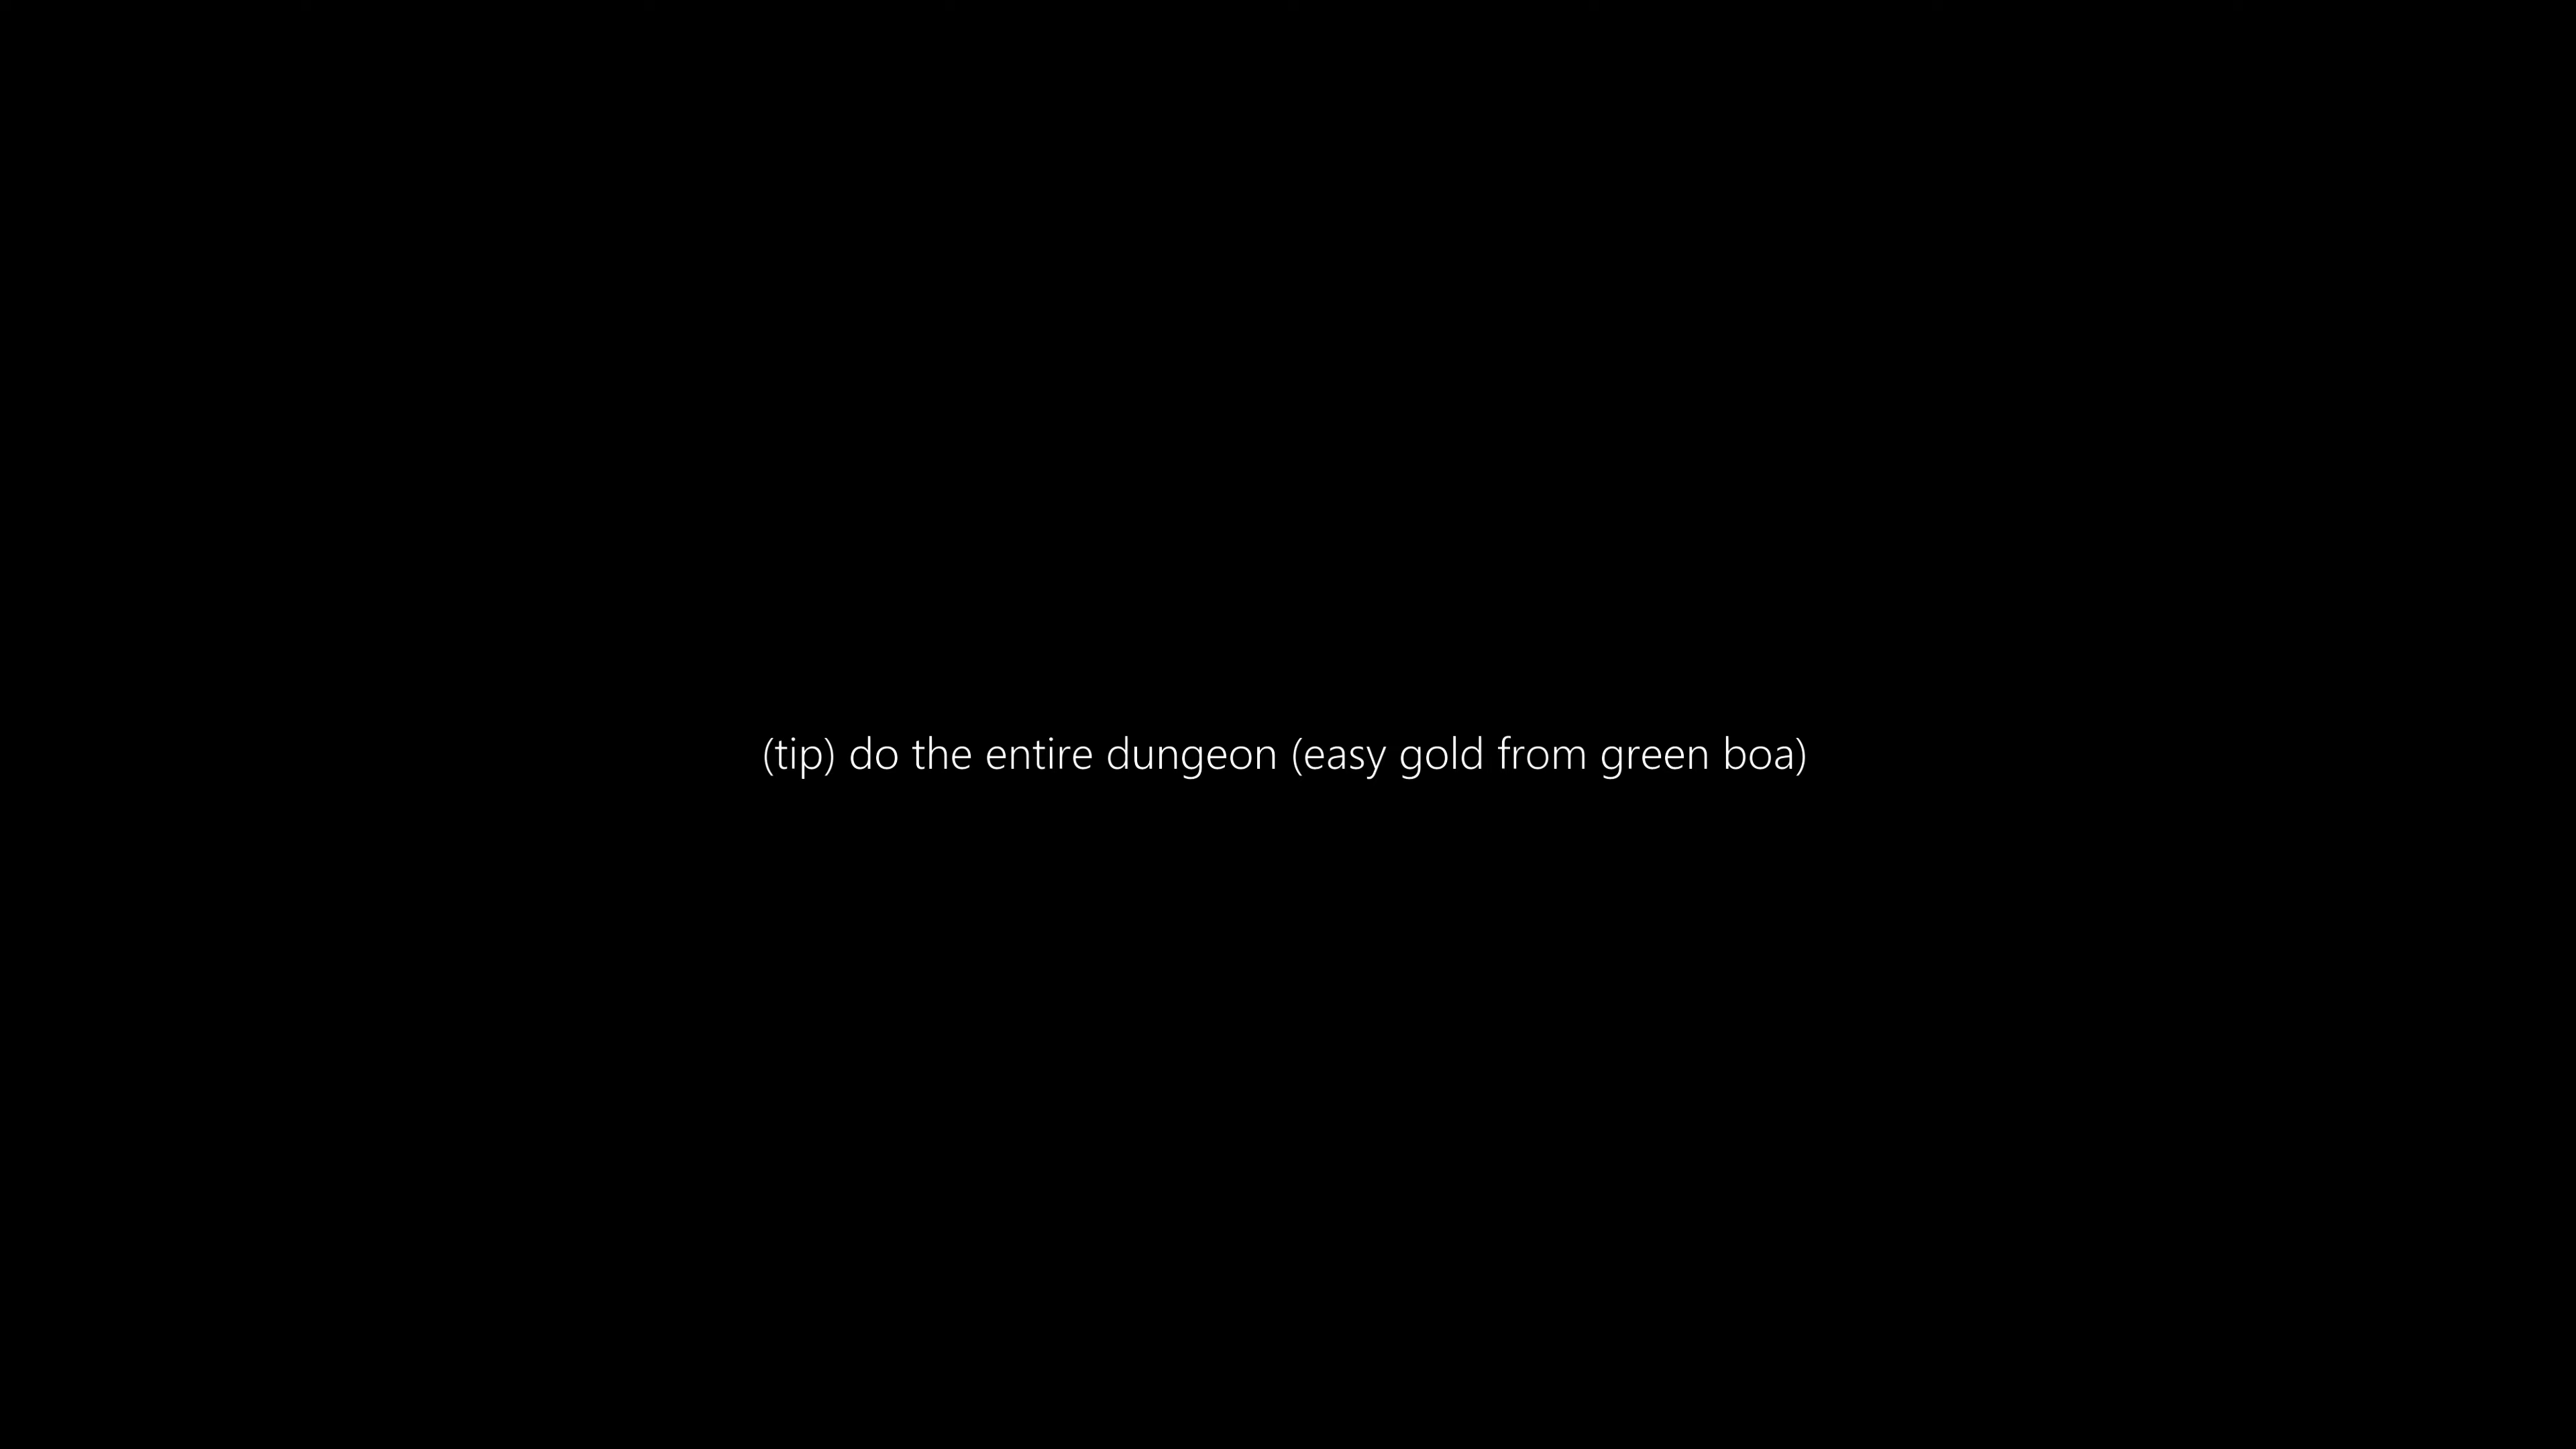 (tip) do the entire dungeon (easy gold from green boa)